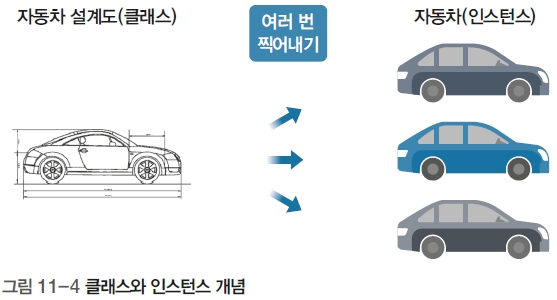 자동차 설계도(클래스)
여러 번
찍어내기
자동차(인스턴스)
그림 11-4 클래스와 인스턴스 개념